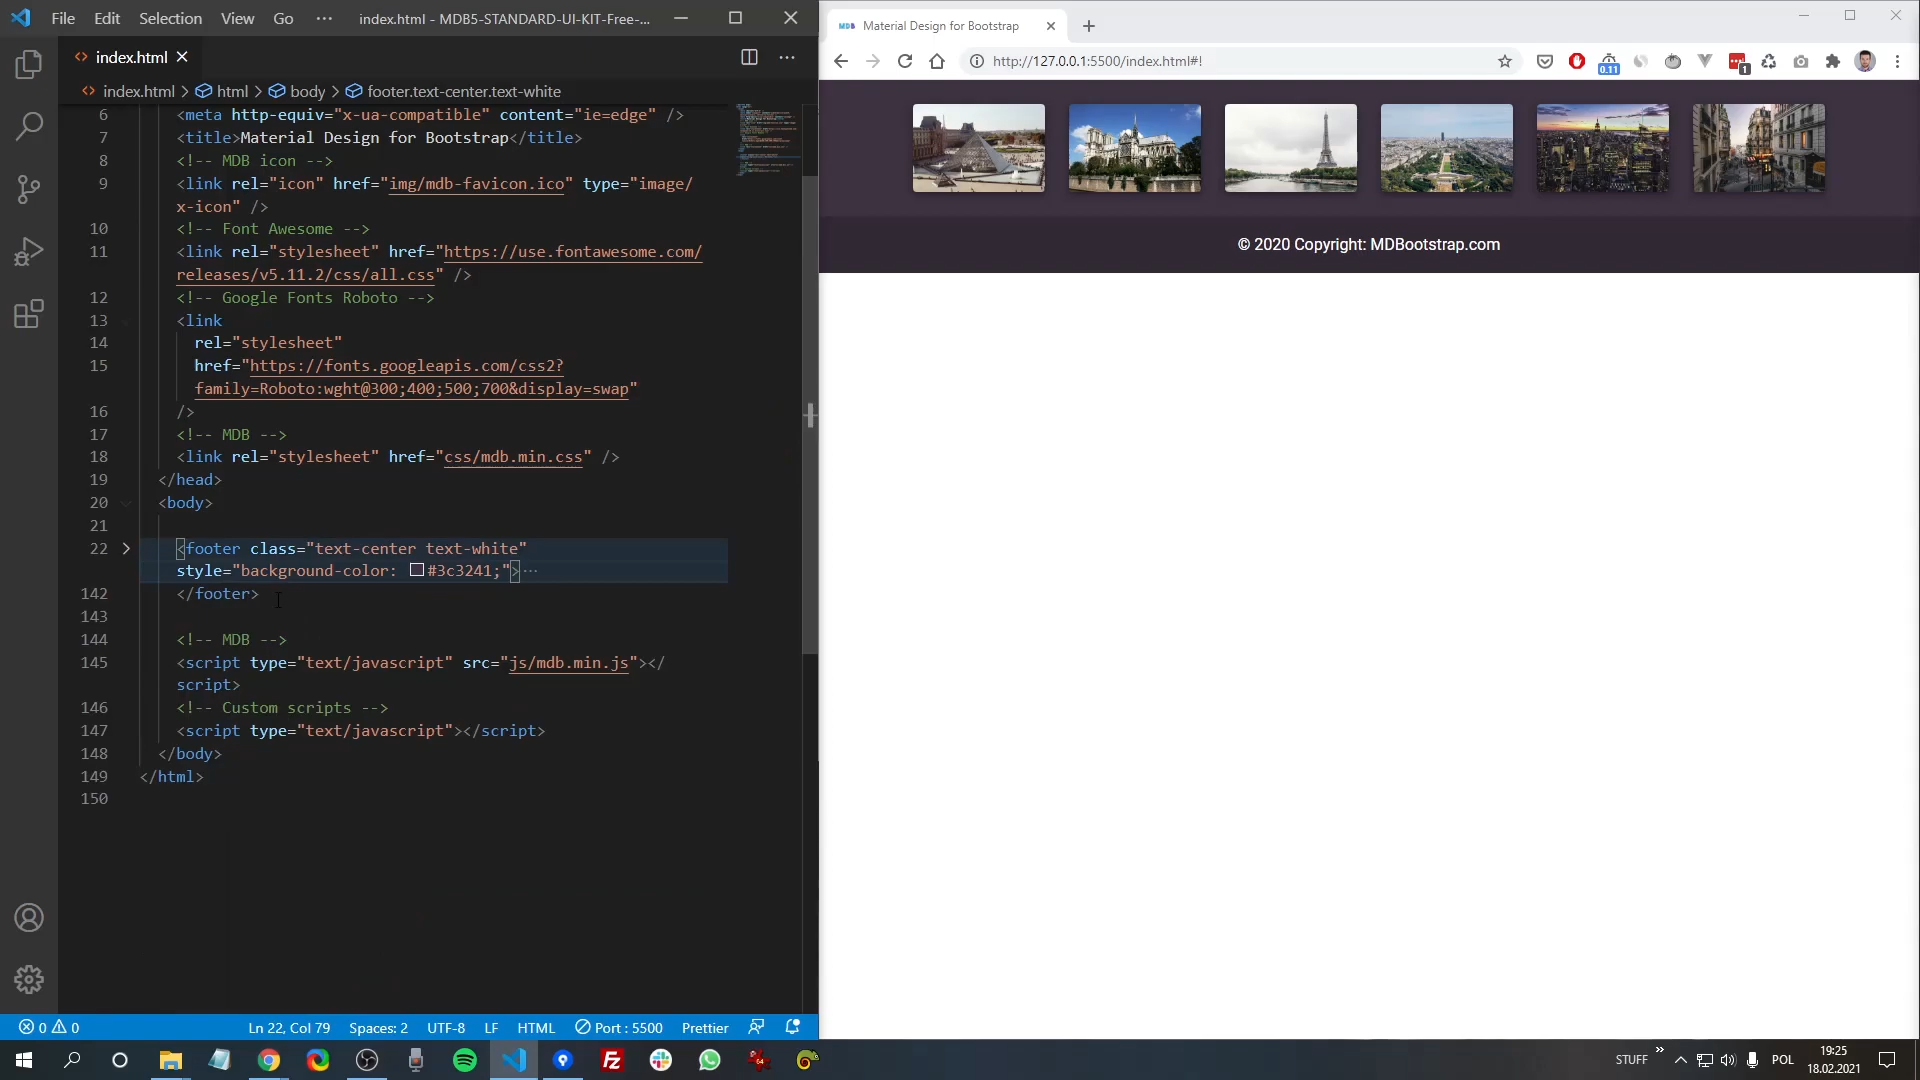 File Edit Selection View Go ··· index.html - MDB5-STANDARD-UI-KIT-Free-...
index.html
index.html > html > body > footer.text-center.text-white
6 <meta http-equiv="x-ua-compatible" content="ie=edge" />
7 <title>Material Design for Bootstrap</title>
8 <!-- MDB icon -->
9 <link rel="icon" href="img/mdb-favicon.ico" type="image/
x-icon" />
10 <!-- Font Awesome -->
11 <link rel="stylesheet" href="https://use.fontawesome.com/
releases/v5.11.2/css/all.css" />
12 <!-- Google Fonts Roboto -->
13 <link
14 rel="stylesheet"
15 href="https://fonts.googleapis.com/css2?
family=Roboto:wght@300;400;500;700&display=swap"
16 />
17 <!-- MDB -->
18 <link rel="stylesheet" href="css/mdb.min.css" />
19 </head>
20 <body>
21
22 <footer class="text-center text-white"
style="background-color: #3c3241;">···
142 </footer>
143
144 <!-- MDB -->
145 <script type="text/javascript" src="js/mdb.min.js"></
script>
146 <!-- Custom scripts -->
147 <script type="text/javascript"></script>
148 </body>
149 </html>
150
0 0 Ln 22, Col 79 Spaces: 2 UTF-8 LF HTML Port : 5500 Prettier
MDB Material Design for Bootstrap
http://127.0.0.1:5500/index.html#!
0.11 1
© 2020 Copyright: MDBootstrap.com
64
STUFF » POL 19:25
18.02.2021